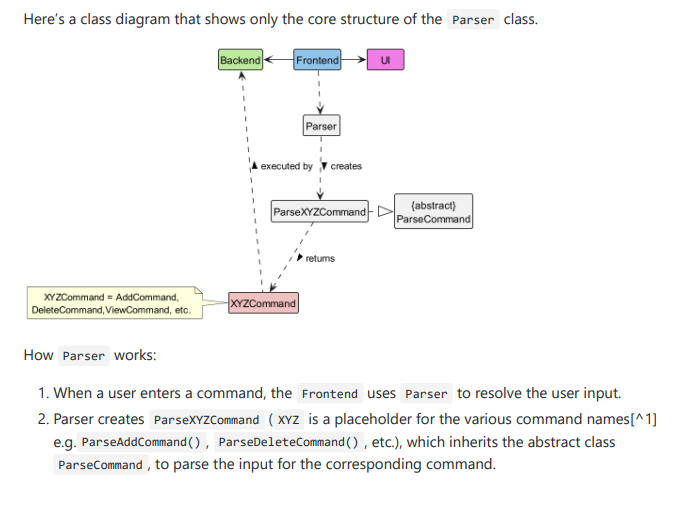 Here's a class diagram that shows only the core structure of the Parser class.
Backend
Frontend
UI
Parser
▲ executed by
▼ creates
ParseXYZCommand
{abstract}
ParseCommand
returns
XYZCommand = AddCommand,
DeleteCommand,ViewCommand, etc.
XYZCommand
How Parser works:
1. When a user enters a command, the Frontend uses Parser to resolve the user input.
2. Parser creates ParseXYZCommand ( XYZ is a placeholder for the various command names[^1]
e.g. ParseAddCommand() , ParseDeleteCommand() , etc.), which inherits the abstract class
ParseCommand , to parse the input for the corresponding command.